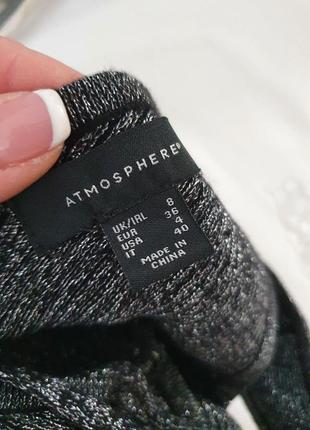 ATMOSPHERE®
UK/IRL 8
EUR 36
USA 4
IT 40
MADE IN
CHINA